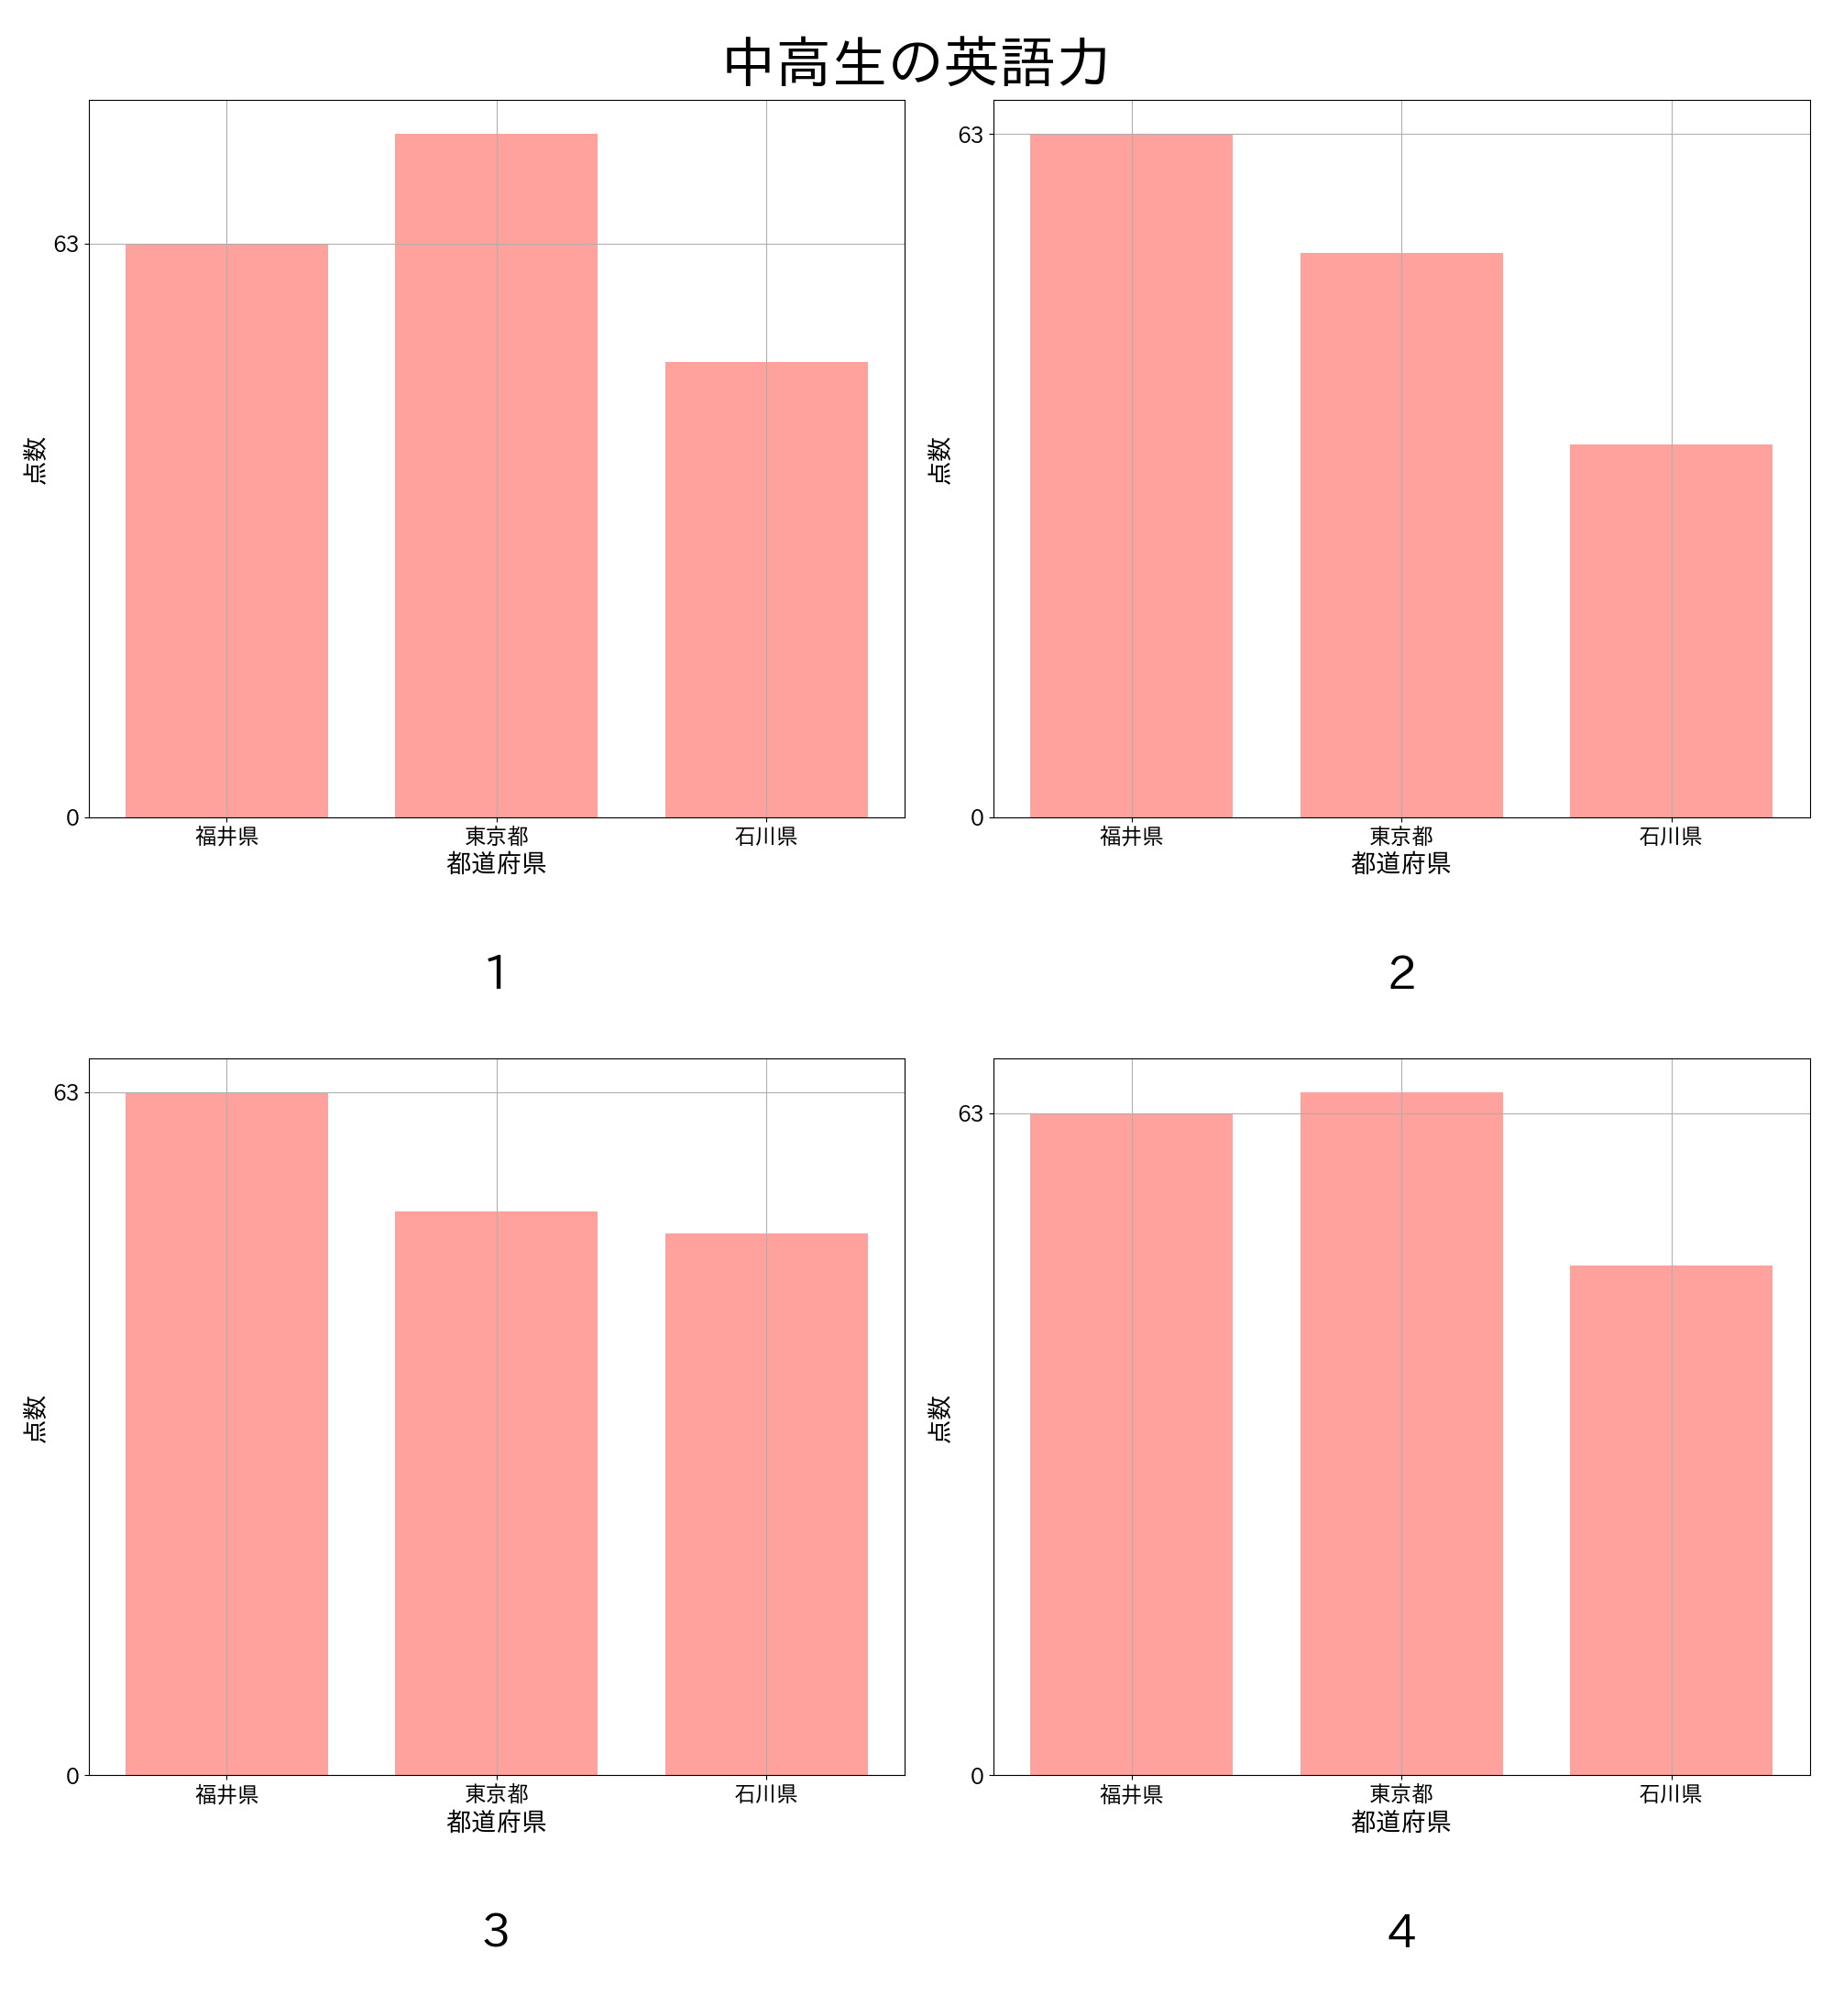 中高生の英語力
63
0
点数
福井県 東京都 石川県
都道府県
1
63
0
点数
福井県 東京都 石川県
都道府県
2
63
0
点数
福井県 東京都 石川県
都道府県
3
63
0
点数
福井県 東京都 石川県
都道府県
4